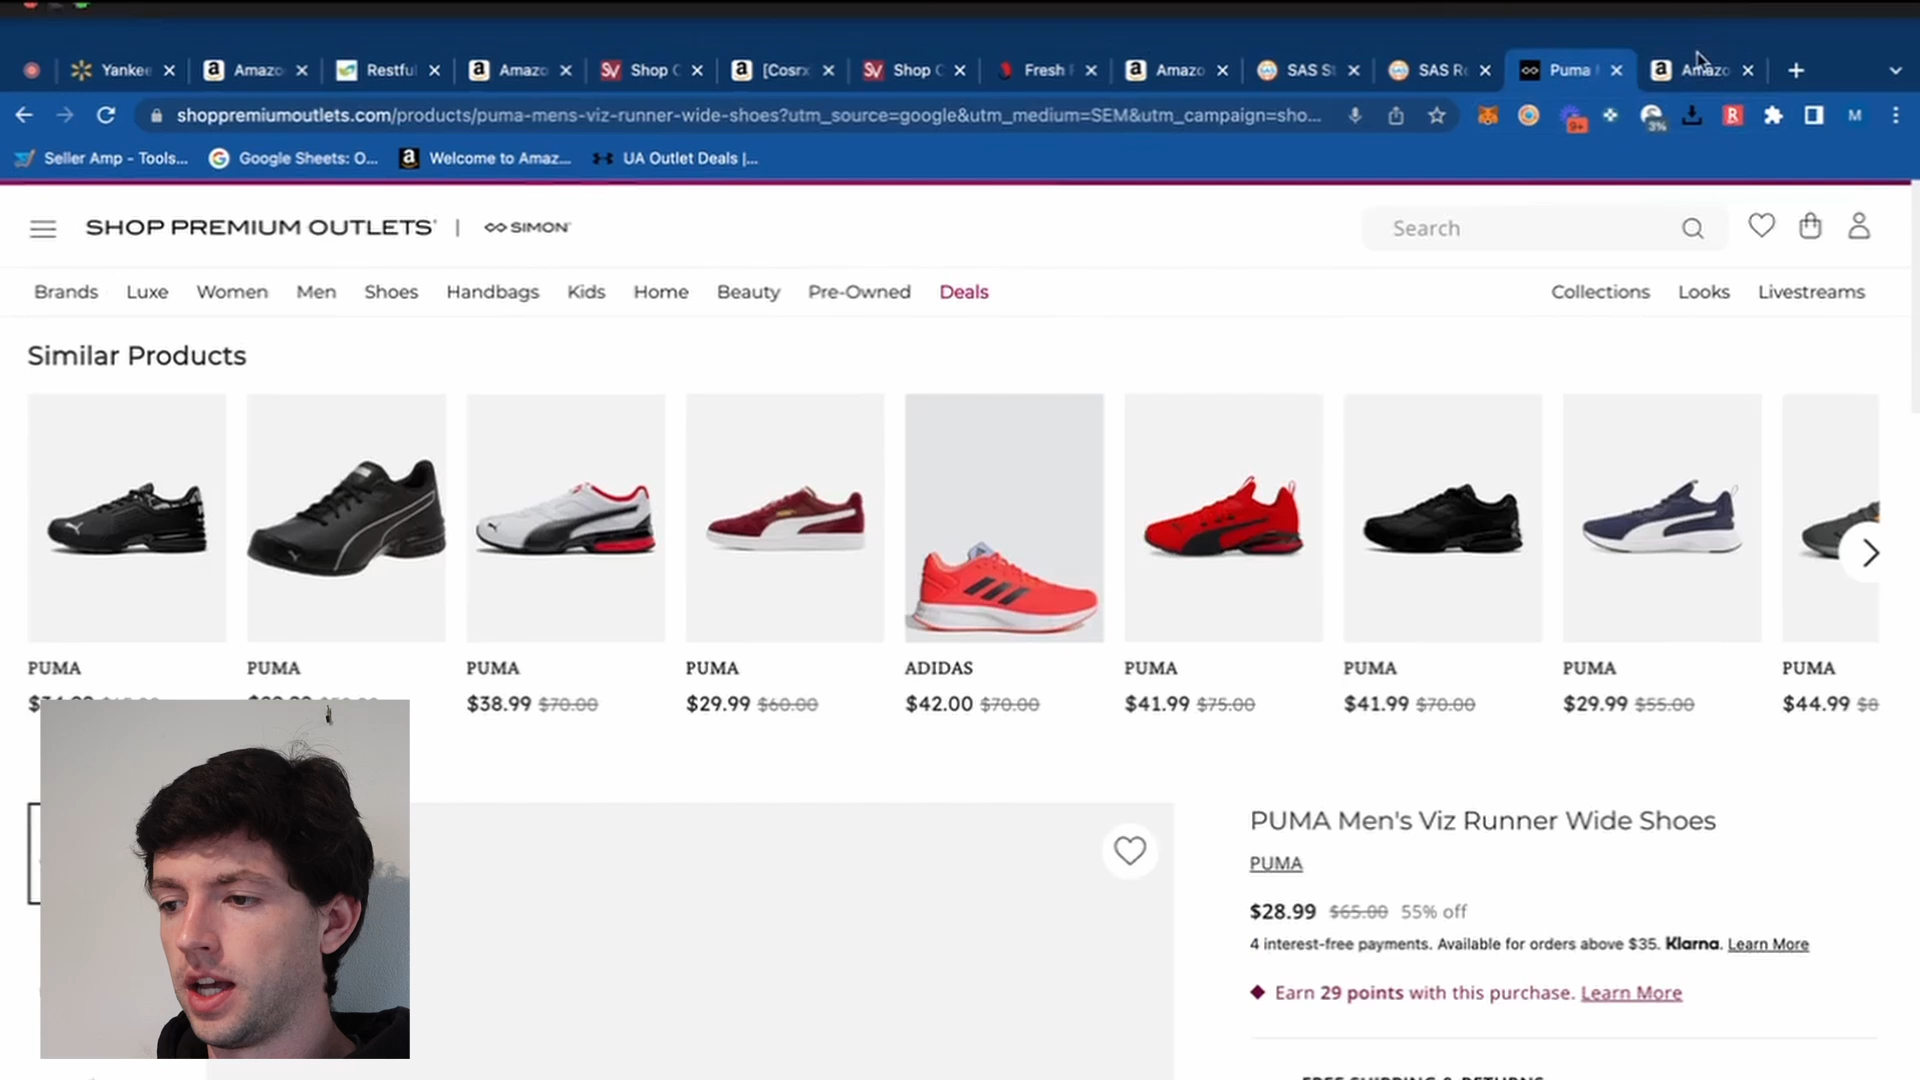 Yankee
Amazo
Restful
Amazo
Shop C
[Cosrx
Shop C
Fresh
Amazo
SAS S
SAS R
Puma
Amazo
shoppremiumoutlets.com/products/puma-mens-viz-runner-wide-shoes?utm_source=google&utm_medium=SEM&utm_campaign=sho...
9+
3%
R
M
Seller Amp - Tools...
Google Sheets: O...
Welcome to Amaz...
UA Outlet Deals |...
SHOP PREMIUM OUTLETS | SIMON
Search
Brands Luxe Women Men Shoes Handbags Kids Home Beauty Pre-Owned Deals Collections Looks Livestreams
Similar Products
PUMA PUMA PUMA PUMA ADIDAS PUMA PUMA PUMA PUMA
$38.99 $70.00 $29.99 $60.00 $42.00 $70.00 $41.99 $75.00 $41.99 $70.00 $29.99 $55.00 $44.99 $8
PUMA Men's Viz Runner Wide Shoes
PUMA
$28.99 $65.00 55% off
4 interest-free payments. Available for orders above $35. Klarna. Learn More
Earn 29 points with this purchase. Learn More
FREE SHIPPING & RETURNS